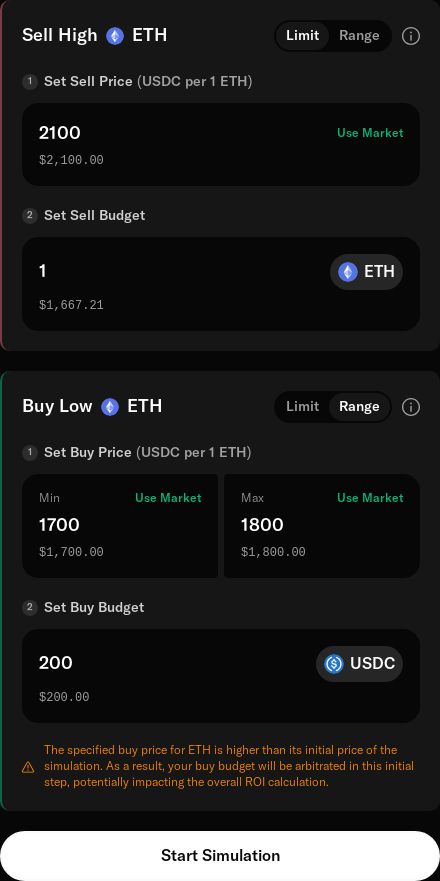 Sell High ETH Limit Range
1 Set Sell Price (USDC per 1 ETH)
2100 Use Market
$2,100.00
2 Set Sell Budget
1 ETH
$1,667.21
Buy Low ETH Limit Range
1 Set Buy Price (USDC per 1 ETH)
Min Use Market Max Use Market
1700 1800
$1,700.00 $1,800.00
2 Set Buy Budget
200 USDC
$200.00
The specified buy price for ETH is higher than its initial price of the
simulation. As a result, your buy budget will be arbitrated in this initial
step, potentially impacting the overall ROI calculation.
Start Simulation